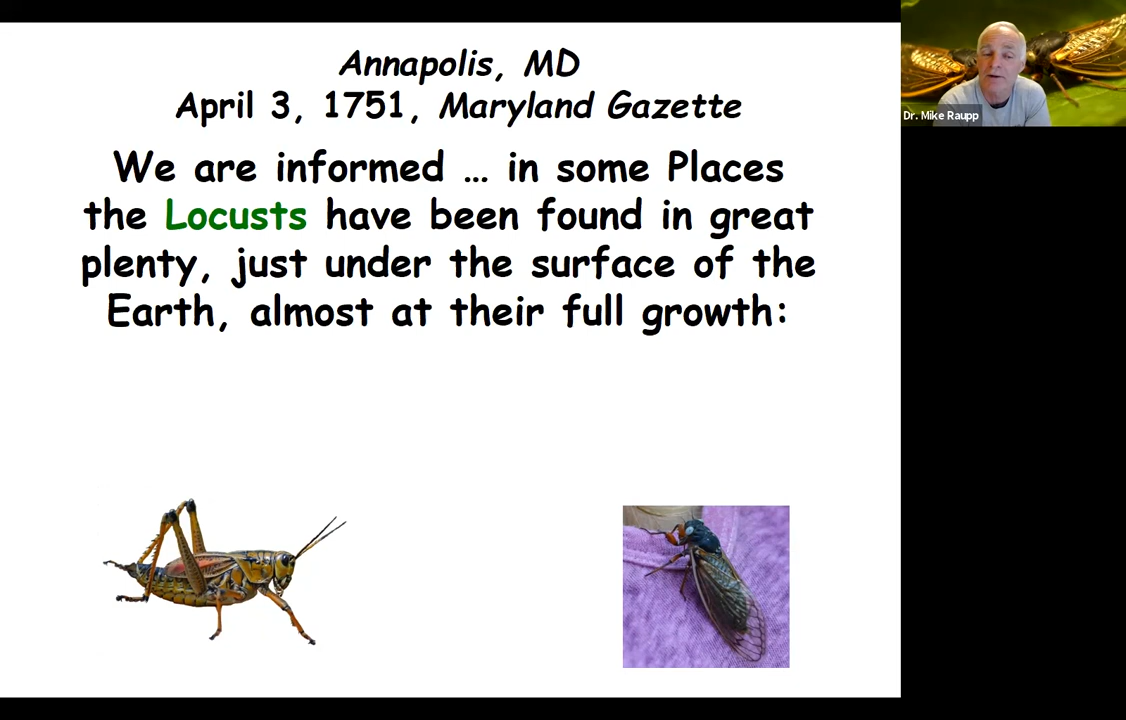 Annapolis, MD
April 3, 1751, Maryland Gazette
We are informed … in some Places
the Locusts have been found in great
plenty, just under the surface of the
Earth, almost at their full growth:
Dr. Mike Raupp